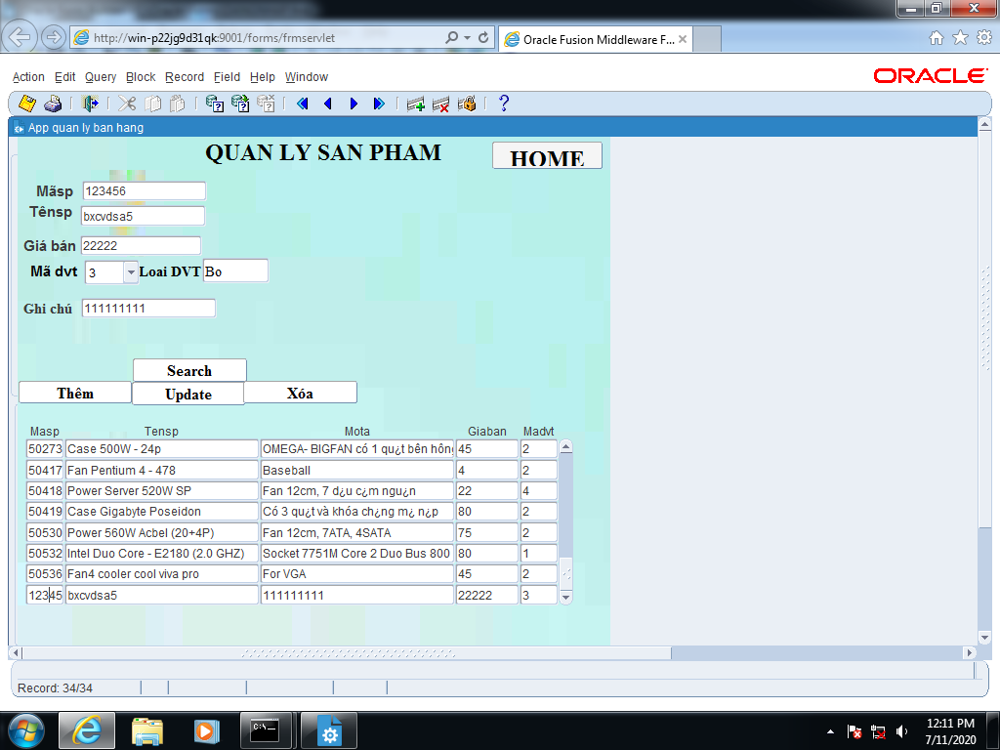 http://win-p22jg9d31qk:9001/forms/frmservlet
Oracle Fusion Middleware F...
Action Edit Query Block Record Field Help Window
ORACLE
App quan ly ban hang
QUAN LY SAN PHAM
HOME
Mãsp 123456
Tênsp bxcvdsa5
Giá bán 22222
Mã dvt 3 Loai DVT Bo
Ghi chú 111111111
Search
Thêm Update Xóa
Masp Tensp Mota Giaban Madvt
50273 Case 500W - 24p OMEGA- BIGFAN có 1 qu¿t bên hông 45 2
50417 Fan Pentium 4 - 478 Baseball 4 2
50418 Power Server 520W SP Fan 12cm, 7 d¿u c¿m ngu¿n 22 4
50419 Case Gigabyte Poseidon Có 3 qu¿t và khóa ch¿ng m¿ n¿p 80 2
50530 Power 560W Acbel (20+4P) Fan 12cm, 7ATA, 4SATA 75 2
50532 Intel Duo Core - E2180 (2.0 GHZ) Socket 7751M Core 2 Duo Bus 800 80 1
50536 Fan4 cooler cool viva pro For VGA 45 2
12345 bxcvdsa5 111111111 22222 3
Record: 34/34
12:11 PM
7/11/2020